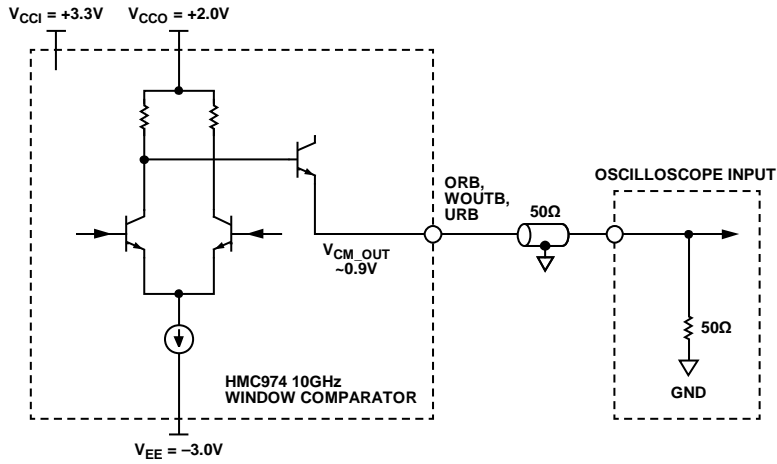 V_CCI = +3.3V
V_CCO = +2.0V
ORB,
WOUTB,
URB
OSCILLOSCOPE INPUT
50Ω
V_CM_OUT
~0.9V
50Ω
GND
HMC974 10GHz
WINDOW COMPARATOR
V_EE = –3.0V